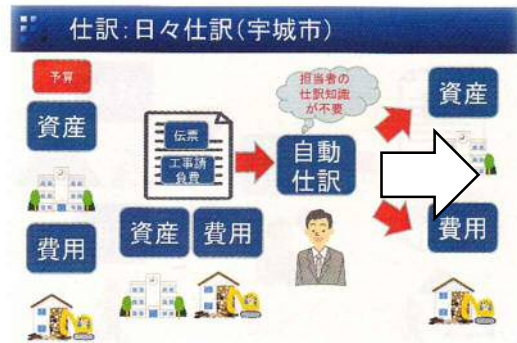 仕訳:日々仕訳(宇城市)
予算
資産
費用
伝票
工事請
負費
資産
費用
担当者の
仕訳知識
が不要
自動
仕訳
資産
費用